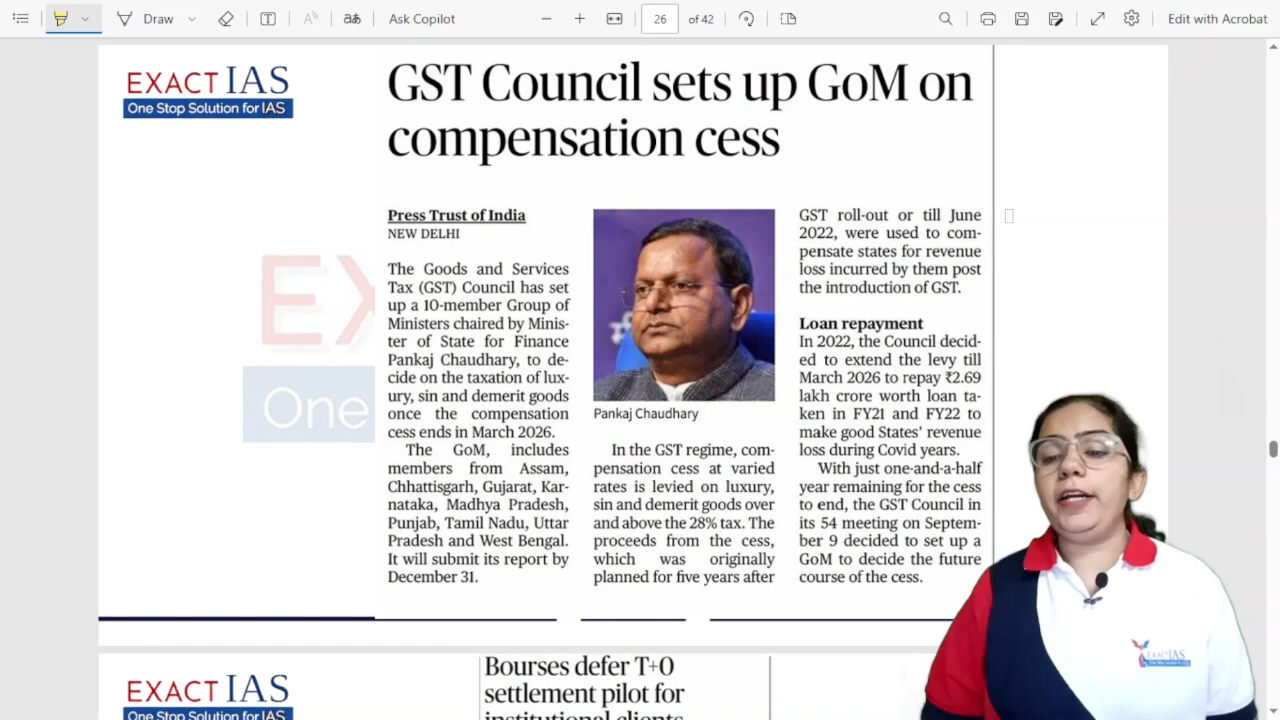 Draw
Ask Copilot
26 of 42
Edit with Acrobat
EXACT IAS
One Stop Solution for IAS
GST Council sets up GoM on
compensation cess
Press Trust of India
NEW DELHI
The Goods and Services
Tax (GST) Council has set
up a 10-member Group of
Ministers chaired by Minis-
ter of State for Finance
Pankaj Chaudhary, to de-
cide on the taxation of lux-
ury, sin and demerit goods
once the compensation
cess ends in March 2026.
The GoM, includes
members from Assam,
Chhattisgarh, Gujarat, Kar-
nataka, Madhya Pradesh,
Punjab, Tamil Nadu, Uttar
Pradesh and West Bengal.
It will submit its report by
December 31.
Pankaj Chaudhary
In the GST regime, com-
pensation cess at varied
rates is levied on luxury,
sin and demerit goods over
and above the 28% tax. The
proceeds from the cess,
which was originally
planned for five years after
GST roll-out or till June
2022, were used to com-
pensate states for revenue
loss incurred by them post
the introduction of GST.
Loan repayment
In 2022, the Council decid-
ed to extend the levy till
March 2026 to repay ₹2.69
lakh crore worth loan ta-
ken in FY21 and FY22 to
make good States' revenue
loss during Covid years.
With just one-and-a-half
year remaining for the cess
to end, the GST Council in
its 54 meeting on Septem-
ber 9 decided to set up a
GoM to decide the future
course of the cess.
EX
One
EXACT IAS
EXACT IAS
One Stop Solution for IAS
Bourses defer T+0
settlement pilot for
institutional clients